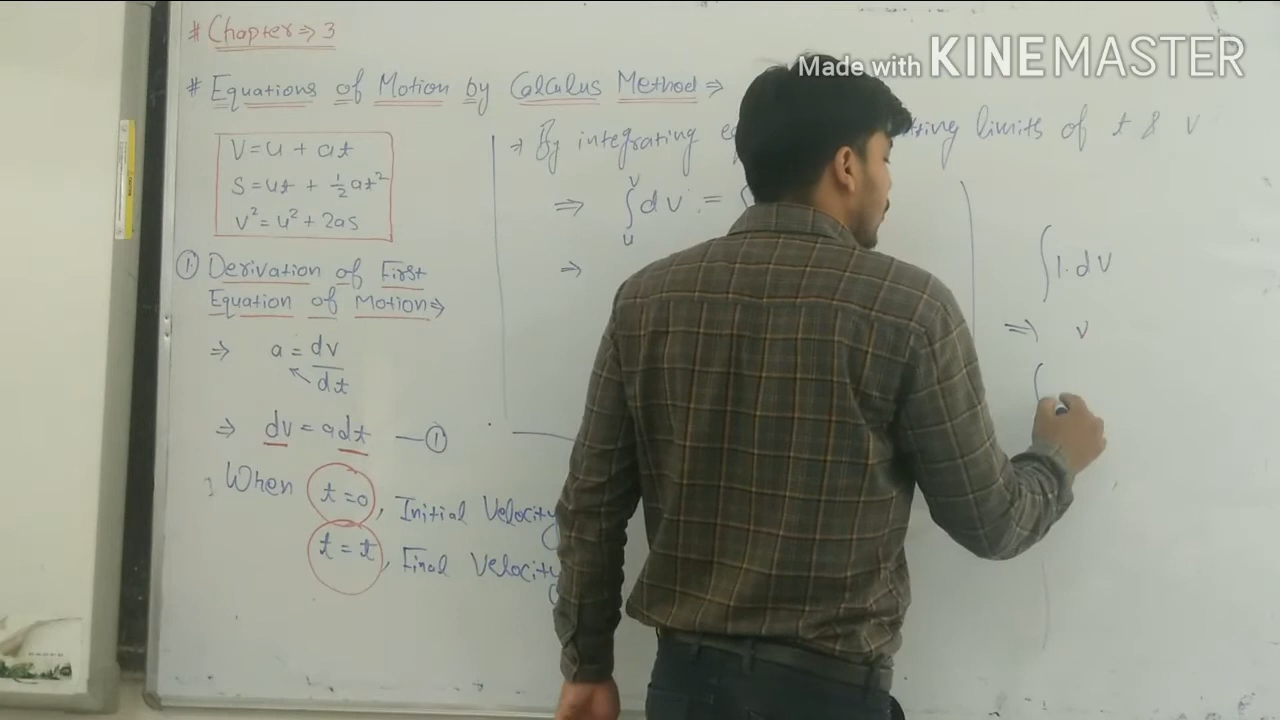 Made with KINEMASTER
# Chapter ⇒ 3
# Equations of Motion by Calculus Method ⇒
V = u + at
S = ut + ½at²
V² = u² + 2as
① Derivation of First
Equation of Motion ⇒
⇒ a = dv/dt
⇒ dv = adt —①
When t = 0, Initial Velocity
t = t, Final Velocity
→ By integrating limits of t & V
⇒ ∫ᵤᵛ dv =
⇒
∫1.dv
⇒ v
∫